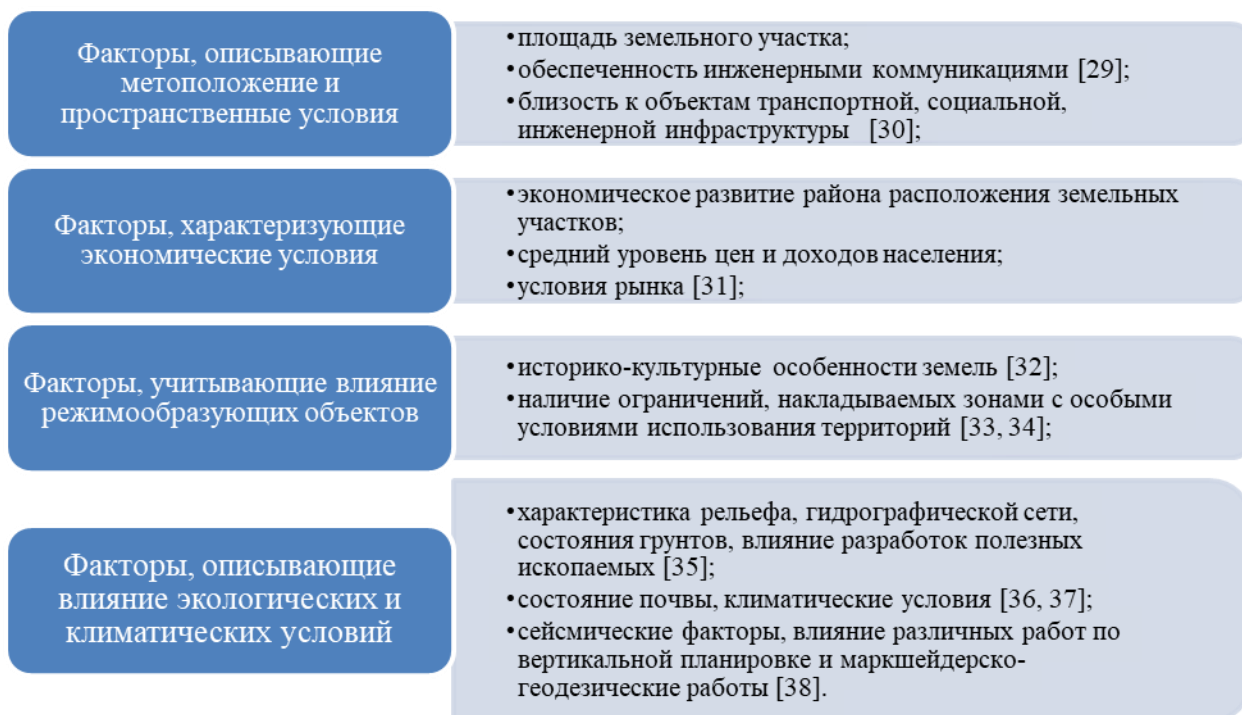 Факторы, описывающие
метоположение и
пространственные условия
•площадь земельного участка;
•обеспеченность инженерными коммуникациями [29];
•близость к объектам транспортной, социальной,
инженерной инфраструктуры [30];
Факторы, характеризующие
экономические условия
•экономическое развитие района расположения земельных
участков;
•средний уровень цен и доходов населения;
•условия рынка [31];
Факторы, учитывающие влияние
режимообразующих объектов
•историко-культурные особенности земель [32];
•наличие ограничений, накладываемых зонами с особыми
условиями использования территорий [33, 34];
Факторы, описывающие
влияние экологических и
климатических условий
•характеристика рельефа, гидрографической сети,
состояния грунтов, влияние разработок полезных
ископаемых [35];
•состояние почвы, климатические условия [36, 37];
•сейсмические факторы, влияние различных работ по
вертикальной планировке и маркшейдерско-
геодезические работы [38].